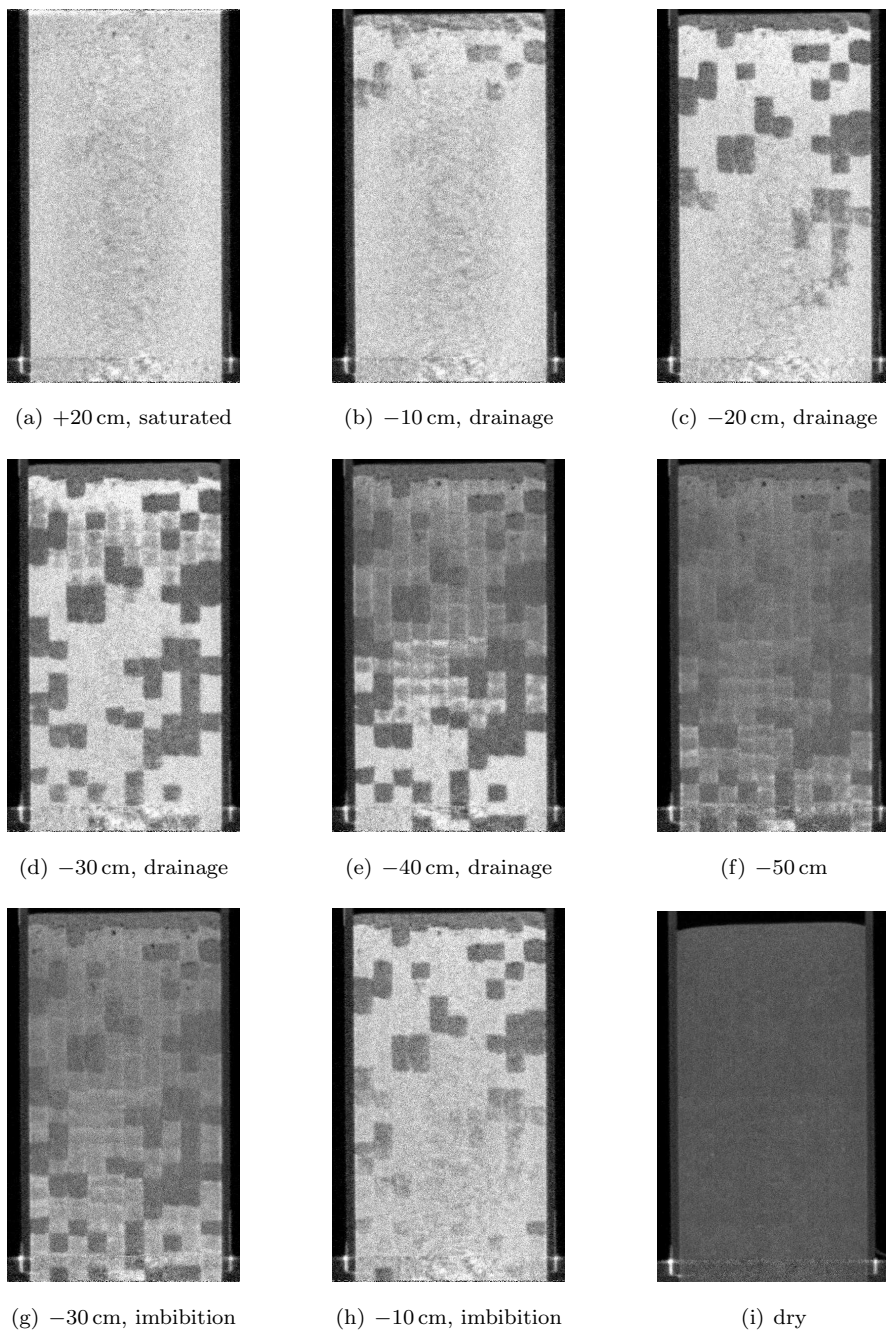 (a) +20 cm, saturated
(b) −10 cm, drainage
(c) −20 cm, drainage
(d) −30 cm, drainage
(e) −40 cm, drainage
(f) −50 cm
(g) −30 cm, imbibition
(h) −10 cm, imbibition
(i) dry